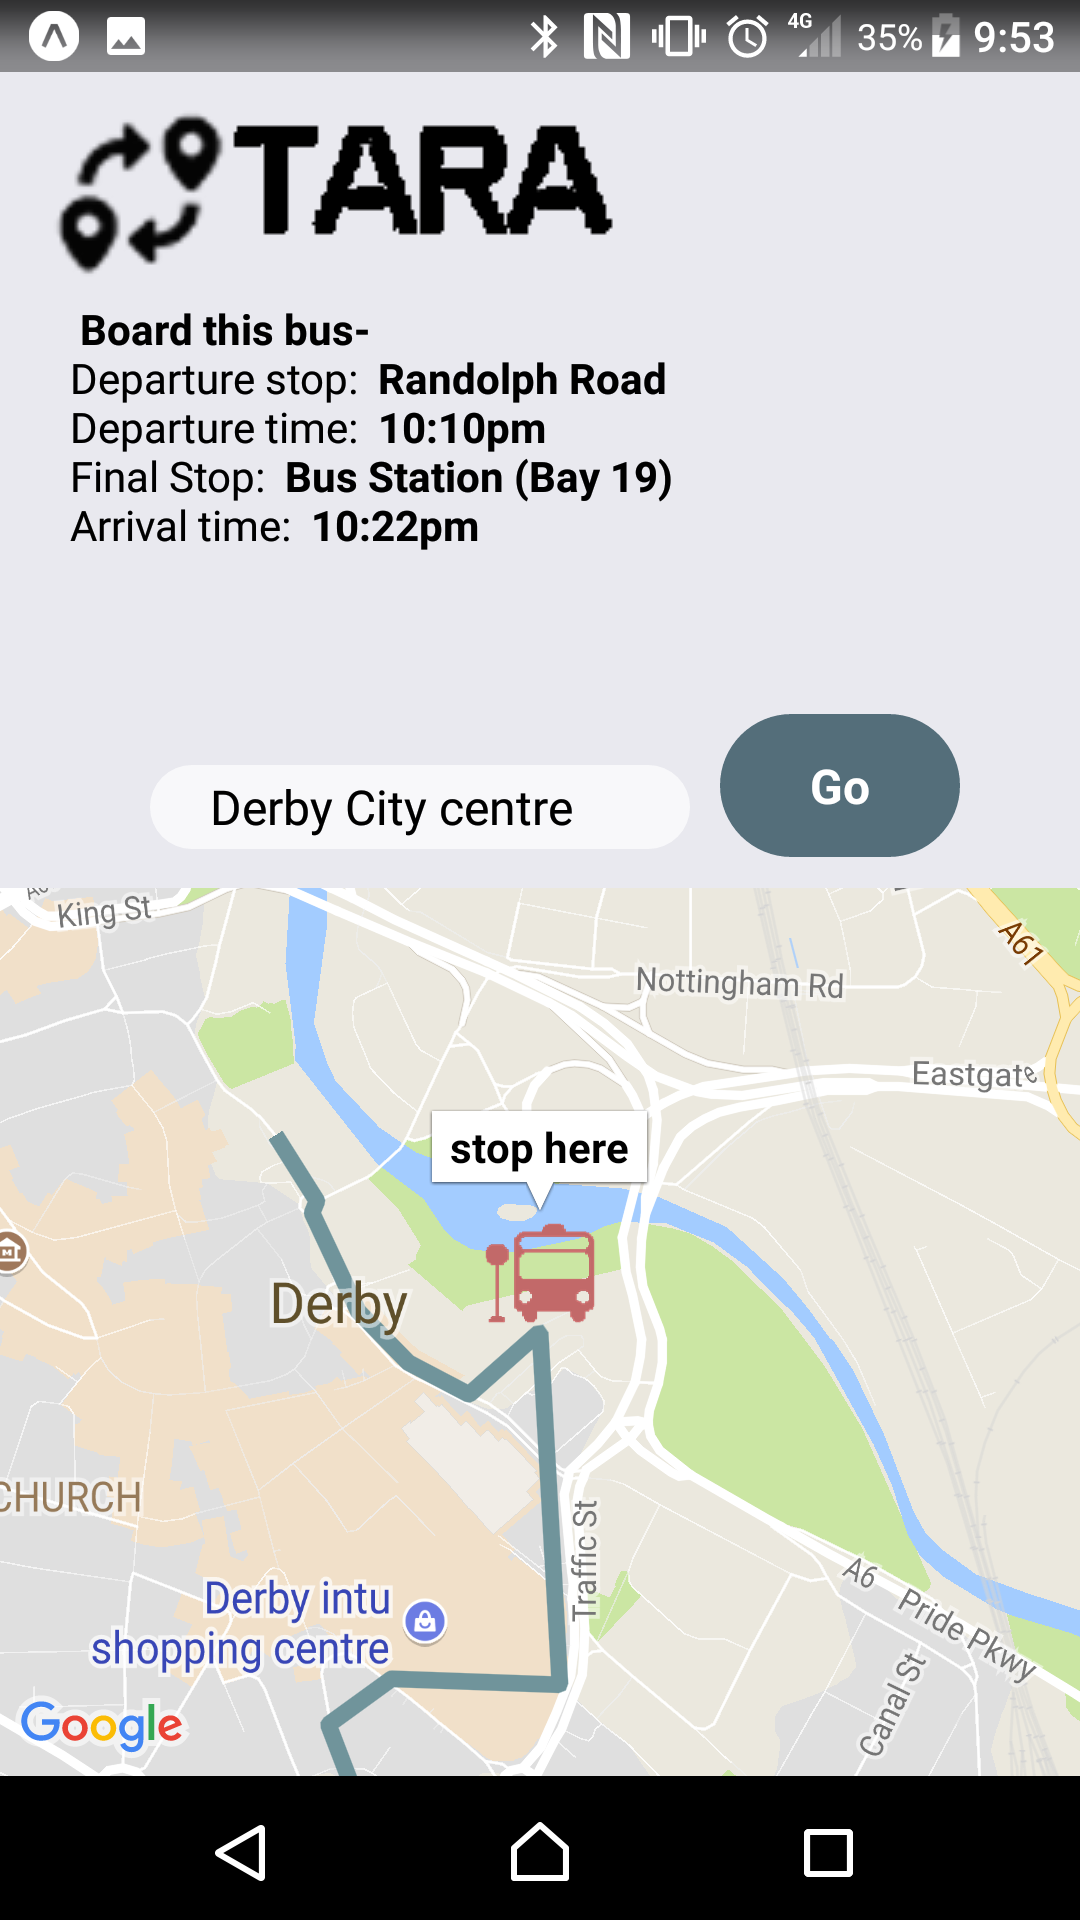 4G 35% 9:53
TARA
Board this bus-
Departure stop: Randolph Road
Departure time: 10:10pm
Final Stop: Bus Station (Bay 19)
Arrival time: 10:22pm
Go
Derby City centre
King St
A61
Nottingham Rd
Eastgate
stop here
Derby
CHURCH
Traffic St
A6
Derby intu
shopping centre
Pride Pkwy
Canal St
Google